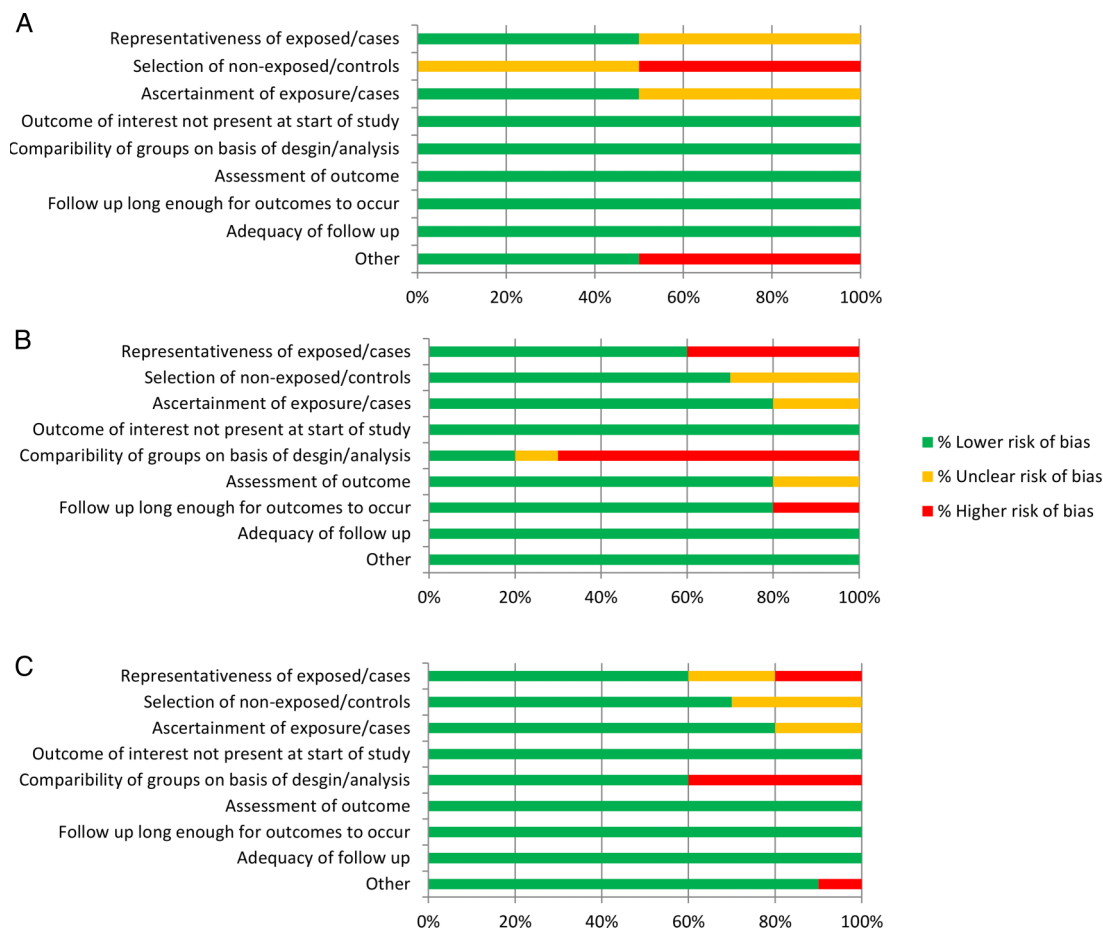 A
Representativeness of exposed/cases
Selection of non-exposed/controls
Ascertainment of exposure/cases
Outcome of interest not present at start of study
Comparibility of groups on basis of desgin/analysis
Assessment of outcome
Follow up long enough for outcomes to occur
Adequacy of follow up
Other
0% 20% 40% 60% 80% 100%
B
Representativeness of exposed/cases
Selection of non-exposed/controls
Ascertainment of exposure/cases
Outcome of interest not present at start of study
Comparibility of groups on basis of desgin/analysis
Assessment of outcome
Follow up long enough for outcomes to occur
Adequacy of follow up
Other
0% 20% 40% 60% 80% 100%
% Lower risk of bias
% Unclear risk of bias
% Higher risk of bias
C
Representativeness of exposed/cases
Selection of non-exposed/controls
Ascertainment of exposure/cases
Outcome of interest not present at start of study
Comparibility of groups on basis of desgin/analysis
Assessment of outcome
Follow up long enough for outcomes to occur
Adequacy of follow up
Other
0% 20% 40% 60% 80% 100%